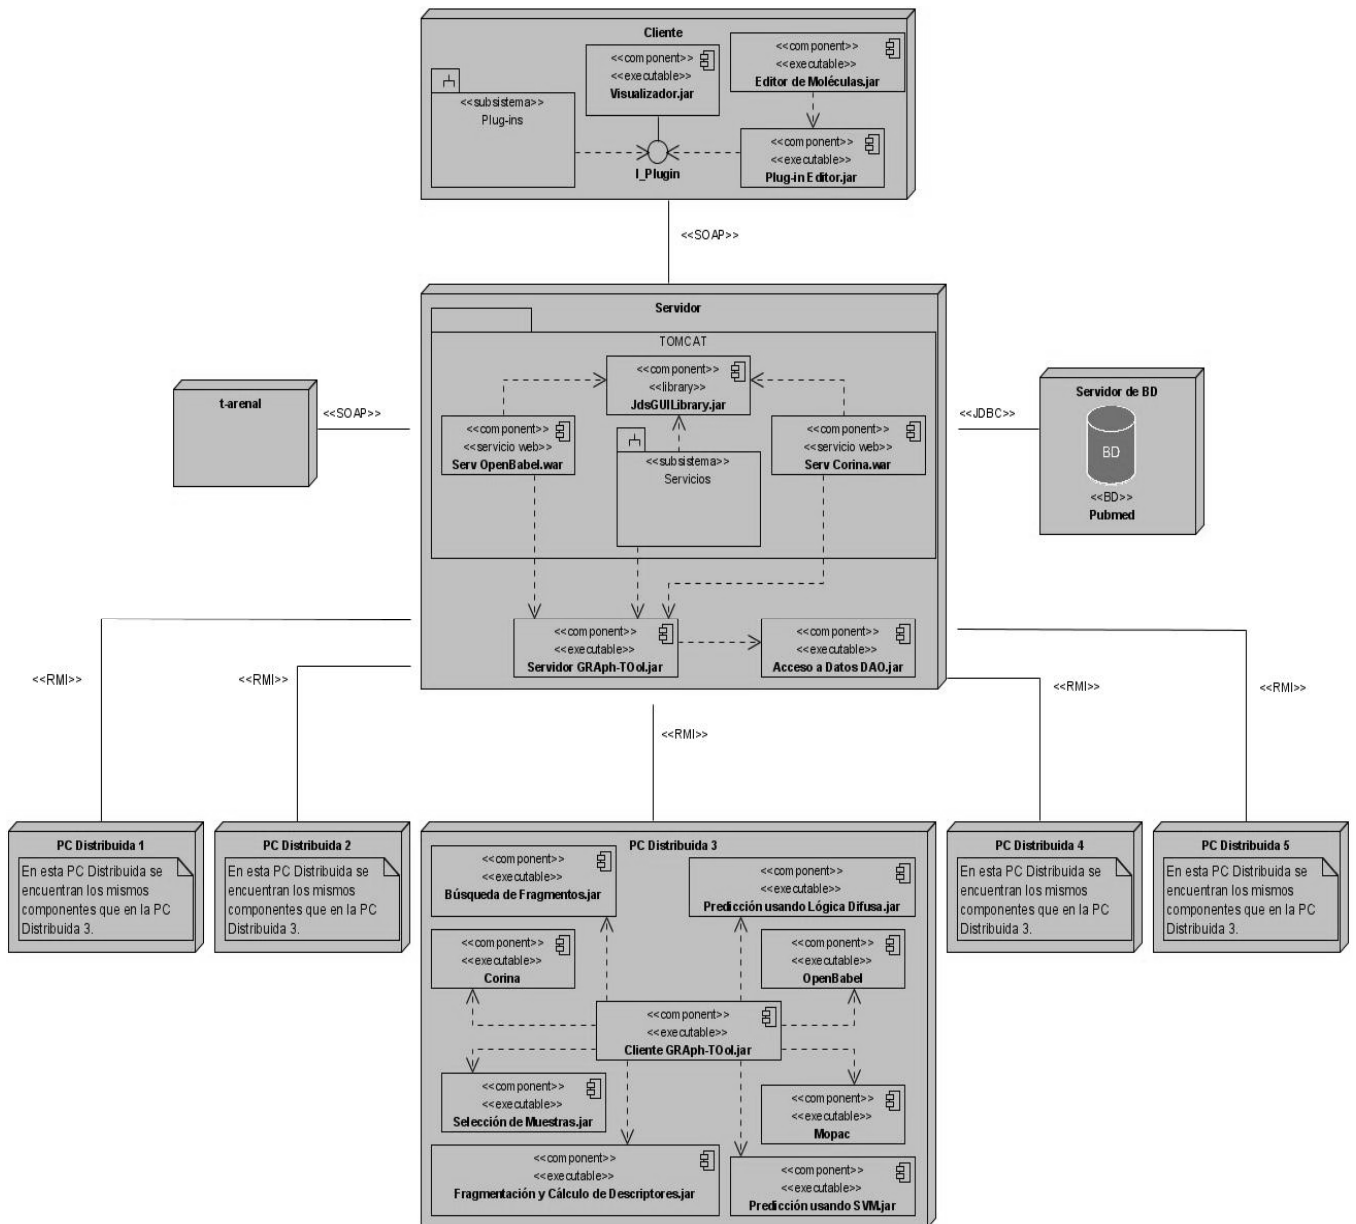 Cliente
<<component>>
<<executable>>
Visualizador.jar
<<component>>
<<executable>>
Editor de Moléculas.jar
<<subsistema>>
Plug-ins
I_Plugin
<<component>>
<<executable>>
Plug-in Editor.jar
<<SOAP>>
Servidor
TOMCAT
<<component>>
<<library>>
JdsGUILibrary.jar
<<component>>
<<servicio web>>
Serv OpenBabel.war
<<subsistema>>
Servicios
<<component>>
<<servicio web>>
Serv Corina.war
t-arenal
<<SOAP>>
<<JDBC>>
Servidor de BD
BD
<<BD>>
Pubmed
<<component>>
<<executable>>
Servidor GRAph-TOol.jar
<<component>>
<<executable>>
Acceso a Datos DAO.jar
<<RMI>>
<<RMI>>
<<RMI>>
<<RMI>>
<<RMI>>
PC Distribuida 1
En esta PC Distribuida se
encuentran los mismos
componentes que en la PC
Distribuida 3.
PC Distribuida 2
En esta PC Distribuida se
encuentran los mismos
componentes que en la PC
Distribuida 3.
PC Distribuida 3
<<component>>
<<executable>>
Búsqueda de Fragmentos.jar
<<component>>
<<executable>>
Predicción usando Lógica Difusa.jar
<<component>>
<<executable>>
Corina
<<component>>
<<executable>>
OpenBabel
<<component>>
<<executable>>
Cliente GRAph-TOol.jar
<<component>>
<<executable>>
Selección de Muestras.jar
<<component>>
<<executable>>
Mopac
<<component>>
<<executable>>
Fragmentación y Cálculo de Descriptores.jar
<<component>>
<<executable>>
Predicción usando SVM.jar
PC Distribuida 4
En esta PC Distribuida se
encuentran los mismos
componentes que en la PC
Distribuida 3.
PC Distribuida 5
En esta PC Distribuida se
encuentran los mismos
componentes que en la PC
Distribuida 3.